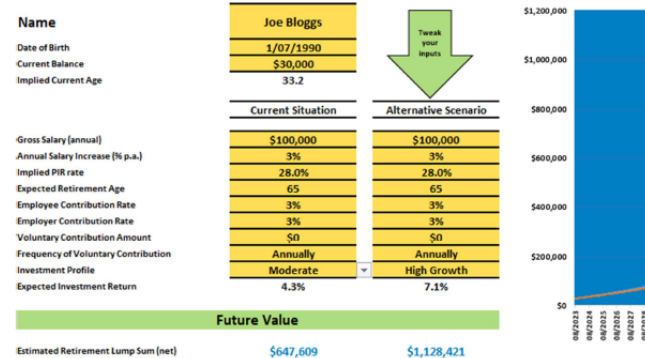 Name Joe Bloggs
Tweak
your
inputs
Date of Birth 1/07/1990
Current Balance $30,000
Implied Current Age 33.2
Current Situation Alternative Scenario
Gross Salary (annual) $100,000 $100,000
Annual Salary Increase (% p.a.) 3% 3%
Implied PIR rate 28.0% 28.0%
Expected Retirement Age 65 65
Employee Contribution Rate 3% 3%
Employer Contribution Rate 3% 3%
Voluntary Contribution Amount $0 $0
Frequency of Voluntary Contribution Annually Annually
Investment Profile Moderate High Growth
Expected Investment Return 4.3% 7.1%
Future Value
Estimated Retirement Lump Sum (net) $647,609 $1,128,421
$1,200,000
$1,000,000
$800,000
$600,000
$400,000
$200,000
$0
08/2023
08/2024
08/2025
08/2026
08/2027